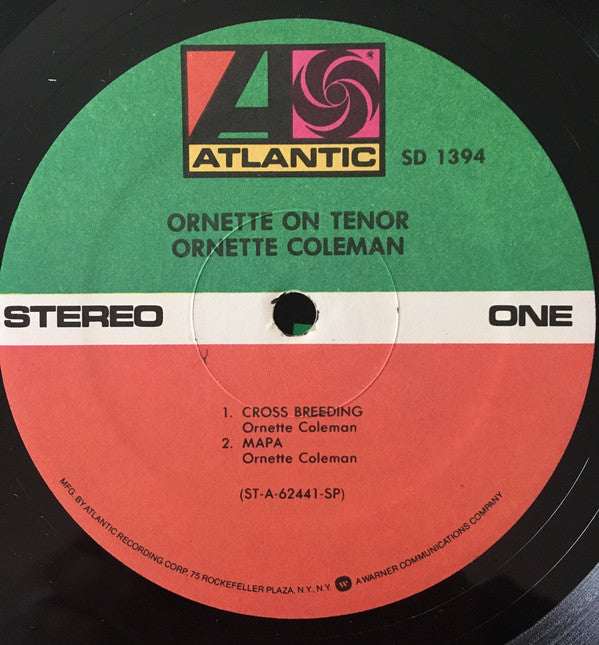 ATLANTIC
SD 1394
ORNETTE ON TENOR
ORNETTE COLEMAN
STEREO
ONE
1. CROSS BREEDING
Ornette Coleman
2. MAPA
Ornette Coleman
(ST-A-62441-SP)
MFG. BY ATLANTIC RECORDING CORP., 75 ROCKEFELLER PLAZA, N.Y., N.Y. A WARNER COMMUNICATIONS COMPANY